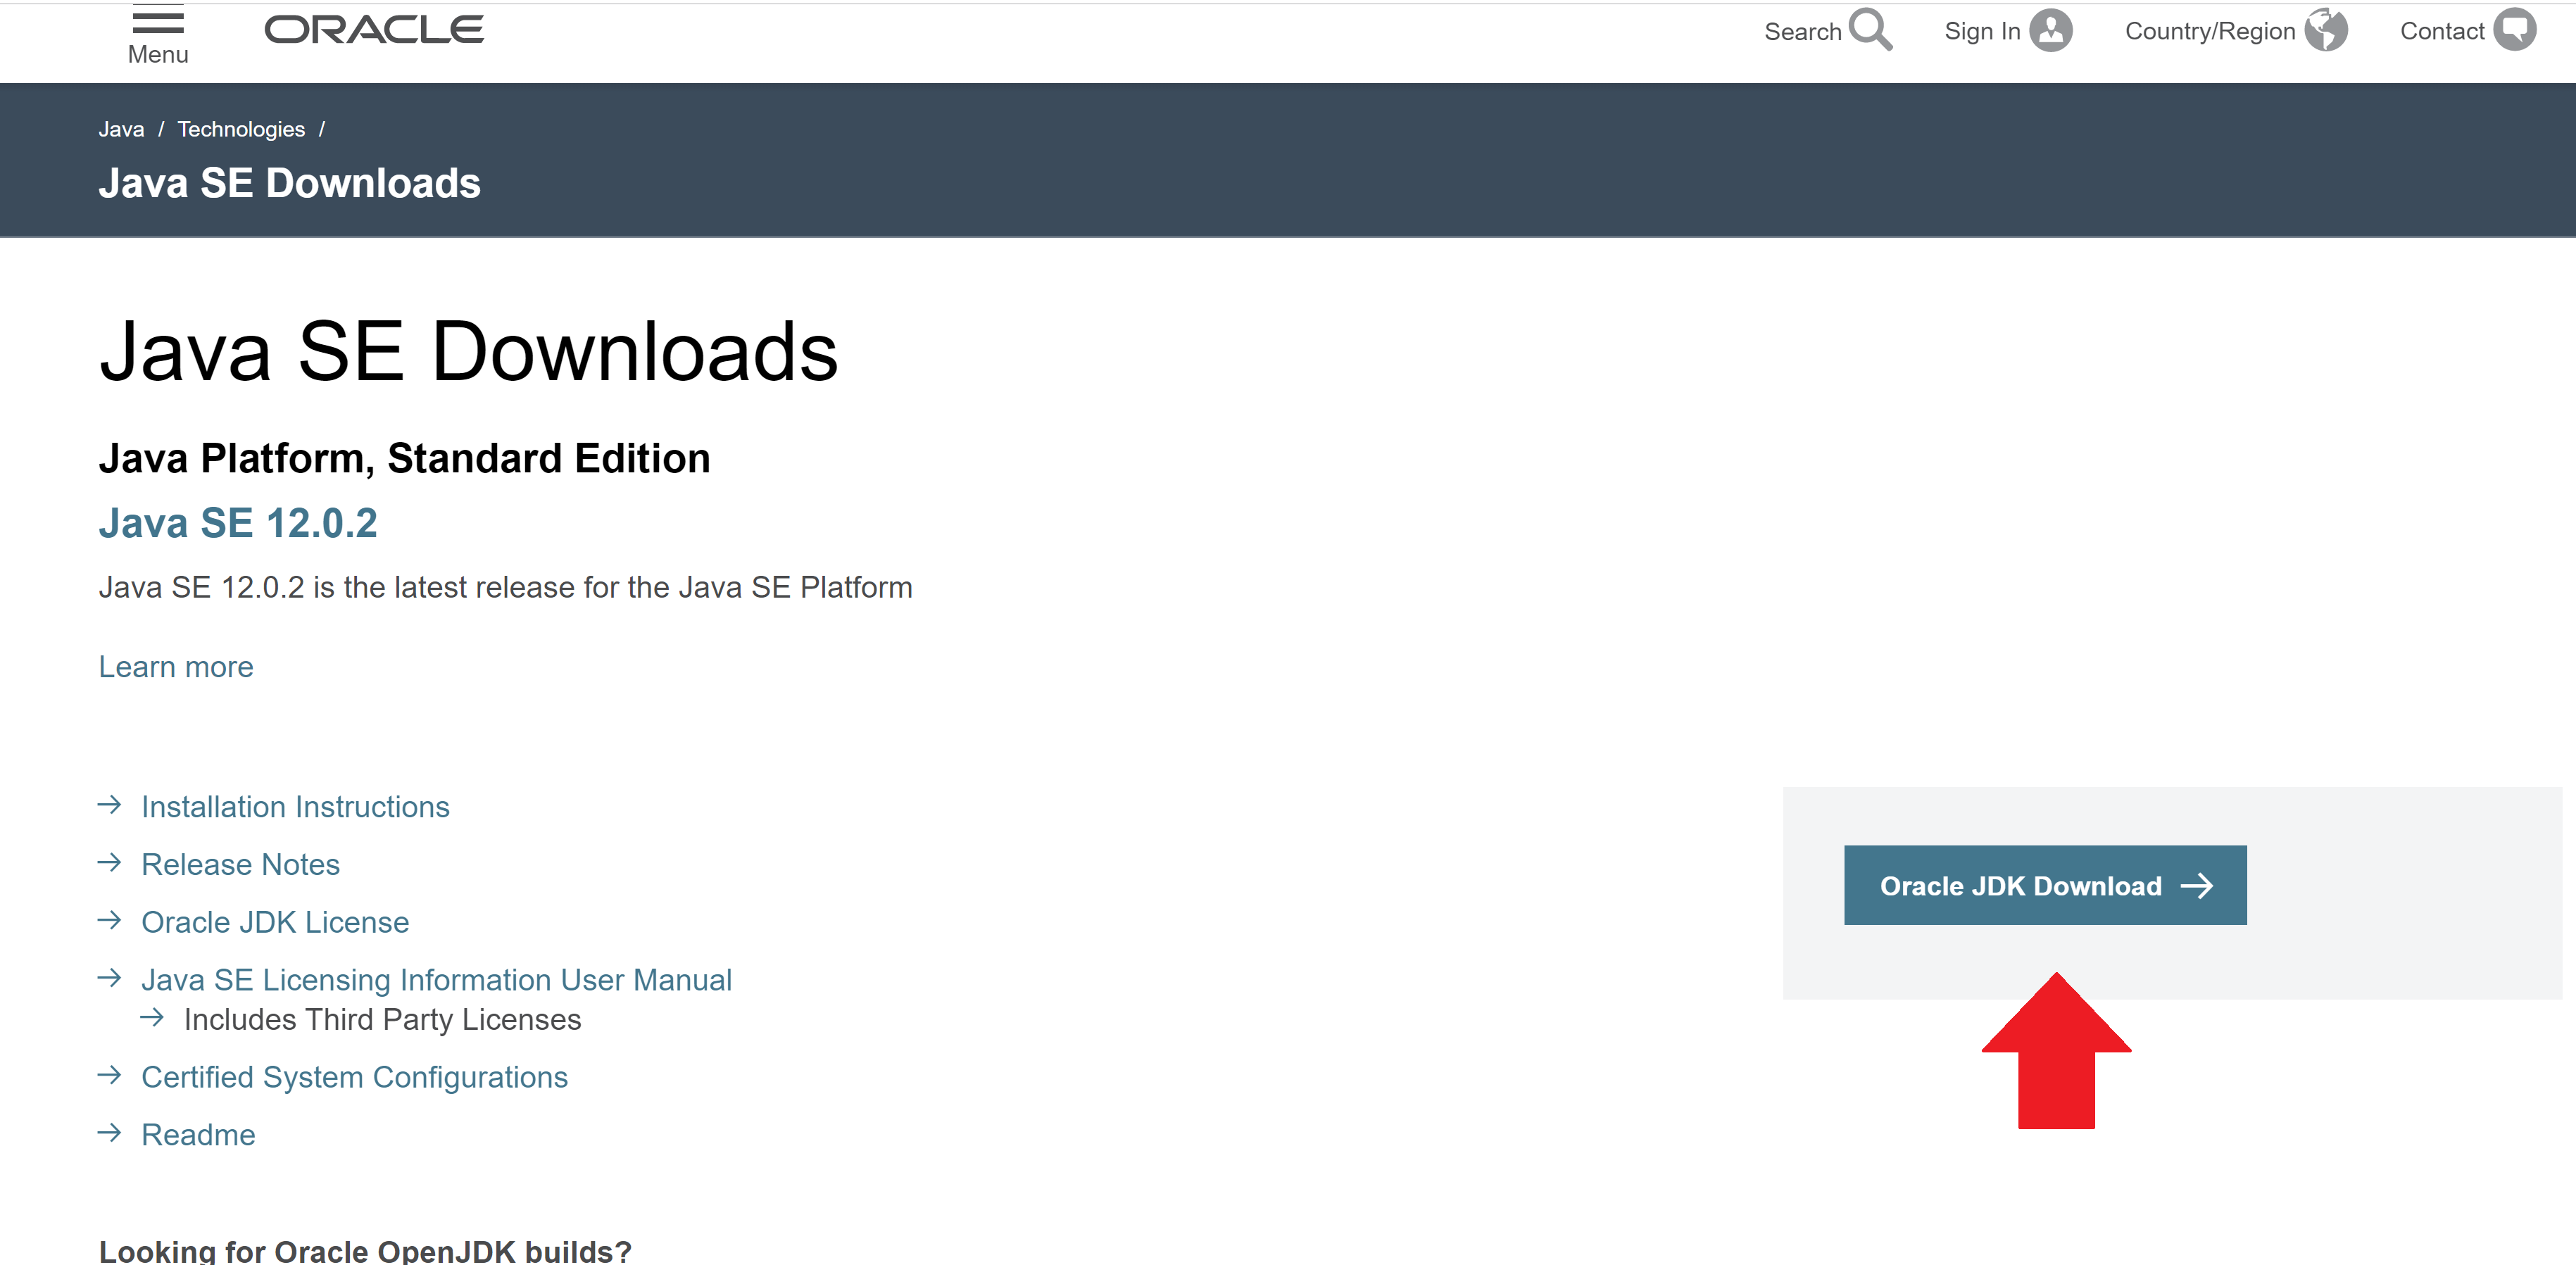 Menu
ORACLE
Search
Sign In
Country/Region
Contact
Java / Technologies /
Java SE Downloads
Java SE Downloads
Java Platform, Standard Edition
Java SE 12.0.2
Java SE 12.0.2 is the latest release for the Java SE Platform
Learn more
Installation Instructions
Release Notes
Oracle JDK License
Java SE Licensing Information User Manual
Includes Third Party Licenses
Certified System Configurations
Readme
Oracle JDK Download
Looking for Oracle OpenJDK builds?